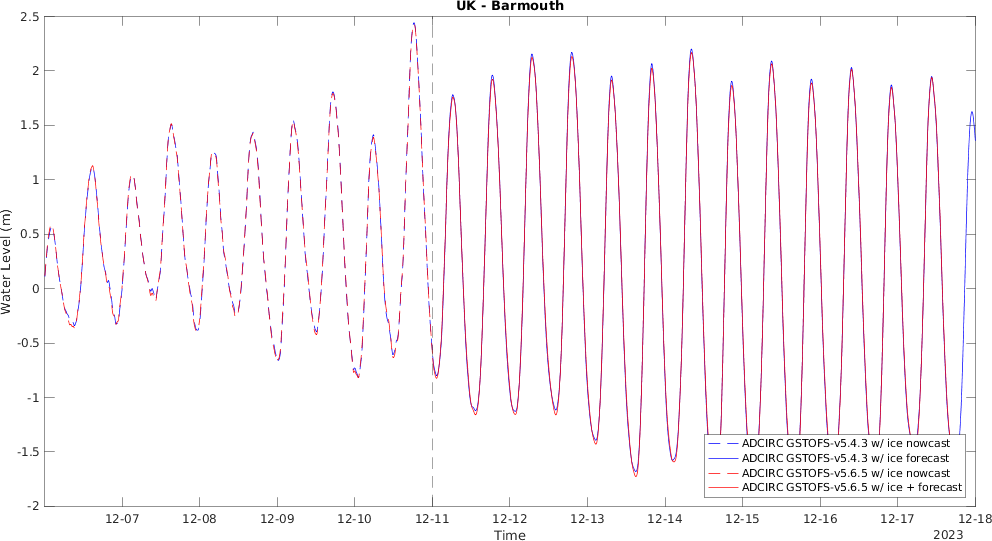 UK - Barmouth
2.5
2
1.5
1
0.5
0
-0.5
-1
-1.5
-2
Water Level (m)
ADCIRC GSTOFS-v5.4.3 w/ ice nowcast
ADCIRC GSTOFS-v5.4.3 w/ ice forecast
ADCIRC GSTOFS-v5.6.5 w/ ice nowcast
ADCIRC GSTOFS-v5.6.5 w/ ice + forecast
12-07 12-08 12-09 12-10 12-11 12-12 12-13 12-14 12-15 12-16 12-17 12-18
Time
2023